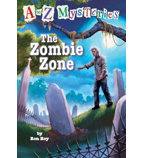 A to Z Mysteries
The Zombie
Zone
by
Ron Roy